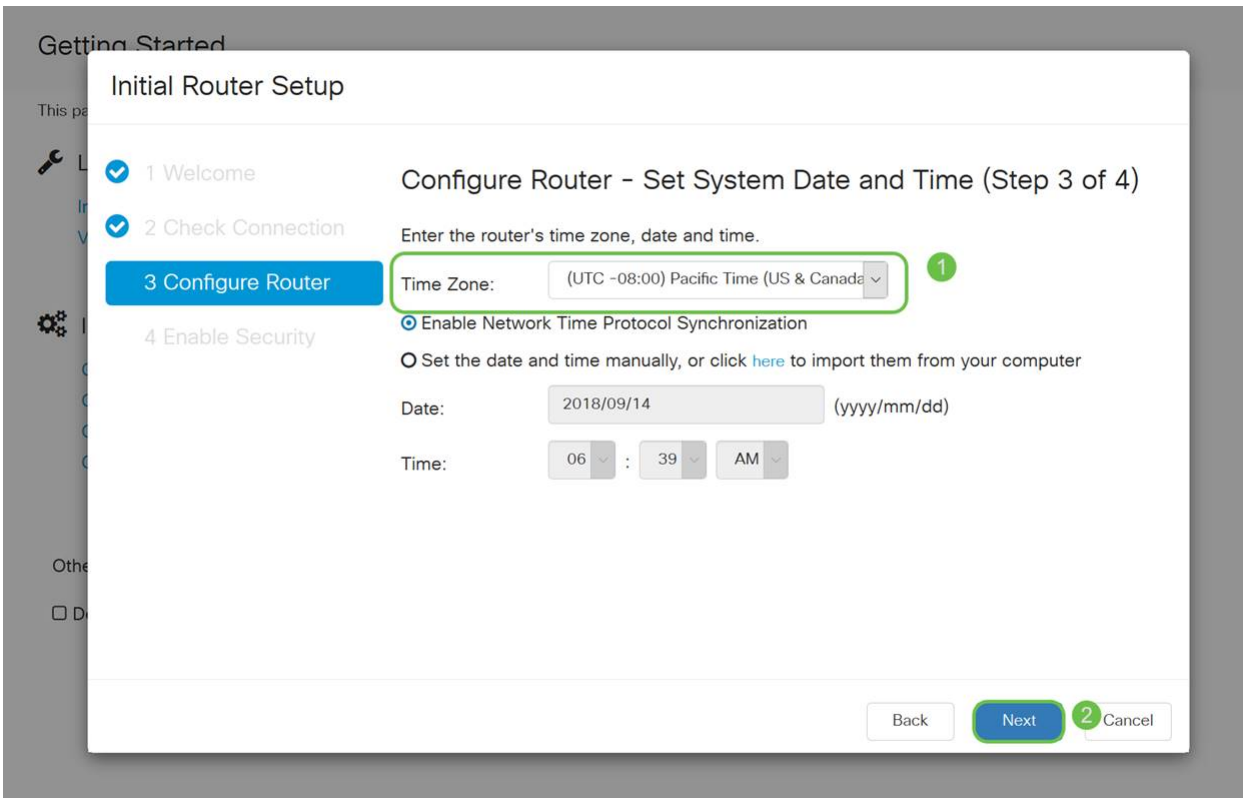 Getting Started
Initial Router Setup
This pa
1 Welcome
2 Check Connection
3 Configure Router
4 Enable Security
Configure Router - Set System Date and Time (Step 3 of 4)
Enter the router's time zone, date and time.
Time Zone: (UTC -08:00) Pacific Time (US & Canada 1
Enable Network Time Protocol Synchronization
Set the date and time manually, or click here to import them from your computer
Date: 2018/09/14 (yyyy/mm/dd)
Time: 06 : 39 AM
Othe
Back Next 2 Cancel